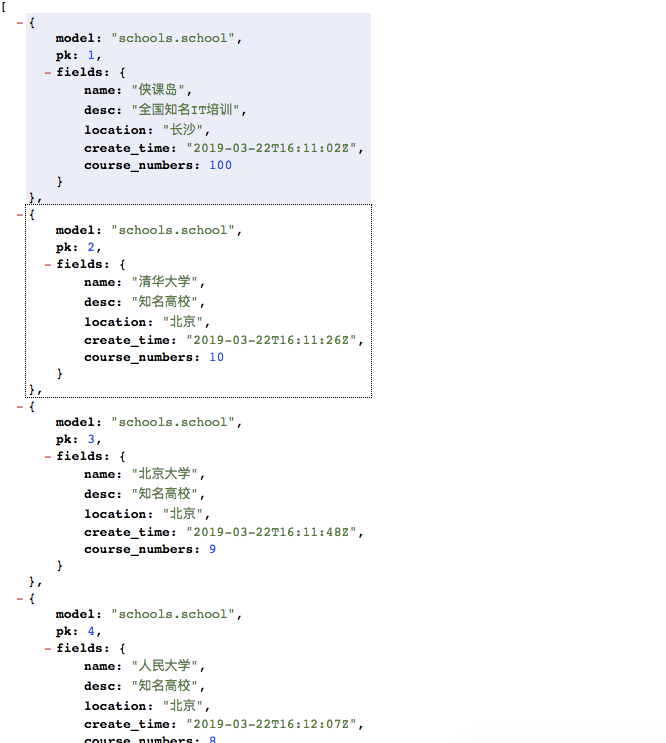 [
− {
model: "schools.school",
pk: 1,
− fields: {
name: "侠课岛",
desc: "全国知名IT培训",
location: "长沙",
create_time: "2019-03-22T16:11:02Z",
course_numbers: 100
}
},
− {
model: "schools.school",
pk: 2,
− fields: {
name: "清华大学",
desc: "知名高校",
location: "北京",
create_time: "2019-03-22T16:11:26Z",
course_numbers: 10
}
},
− {
model: "schools.school",
pk: 3,
− fields: {
name: "北京大学",
desc: "知名高校",
location: "北京",
create_time: "2019-03-22T16:11:48Z",
course_numbers: 9
}
},
− {
model: "schools.school",
pk: 4,
− fields: {
name: "人民大学",
desc: "知名高校",
location: "北京",
create_time: "2019-03-22T16:12:07Z",
course_numbers: 8